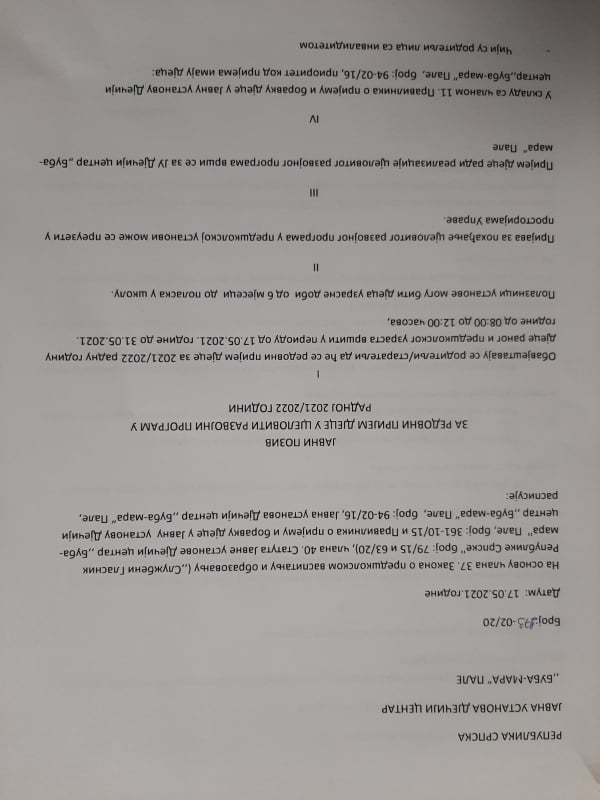 РЕПУБЛИКА СРПСКА
ЈАВНА УСТАНОВА ДЈЕЧИЈИ ЦЕНТАР
,,БУБА-МАРА“ ПАЛЕ
Број:193-02/20
Датум: 17.05.2021.године
На основу члана 37. Закона о предшколском васпитању и образовању (,,Службени Гласник
Републике Српске'' број: 79/15 и 63/20), члана 40. Статута Јавне установе Дјечији центар ,,Буба-
мара'' Пале, број: 361-10/15 и Правилника о пријему и боравку дјеце у Јавну установу Дјечији
центар ,,Буба-мара“ Пале, број: 94-02/16, Јавна установа Дјечији центар ,,Буба-мара“ Пале,
расписује:
ЈАВНИ ПОЗИВ
ЗА РЕДОВНИ ПРИЈЕМ ДЈЕЦЕ У ЦЈЕЛОВИТИ РАЗВОЈНИ ПРОГРАМ У
РАДНОЈ 2021/2022 ГОДИНИ
I
Обавјештавају се родитељи/старатељи да ће се редовни пријем дјеце за 2021/2022 радну годину
дјеце раног и предшколског узраста вршити у периоду од 17.05.2021. године до 31.05.2021.
године од 08:00 до 12:00 часова,
Полазници установе могу бити дјеца узрасне доби од 6 мјесеци до поласка у школу.
II
Пријава за похађање цјеловитог развојног програма у предшколској установи може се преузети у
просторијама Управе.
III
Пријем дјеце ради реализације цјеловитог развојног програма врши се за ЈУ Дјечији центар „Буба-
мара“ Пале
IV
У складу са чланом 11. Правилника о пријему и боравку дјеце у Јавну установу Дјечији
центар,,Буба-мара“ Пале, број: 94-02/16, приоритет код пријема имају дјеца:
- Чији су родитељи лица са инвалидитетом